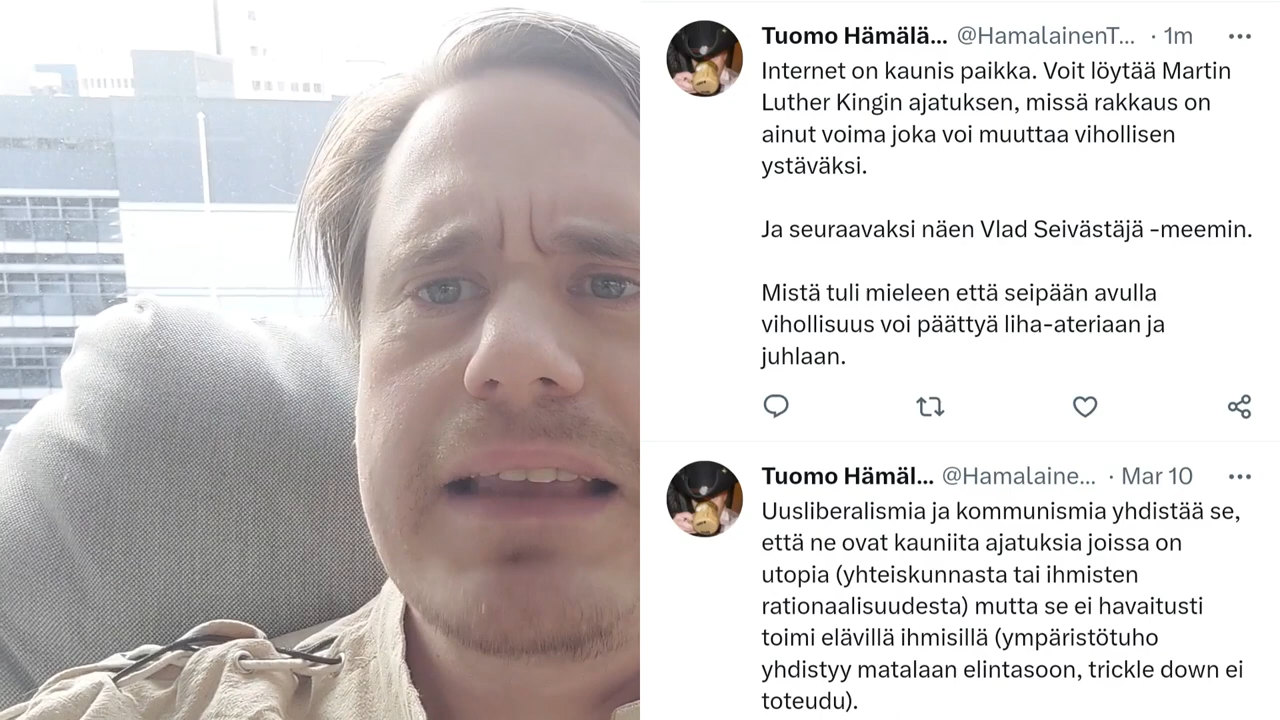 Tuomo Hämälä... @HamalainenT... · 1m
Internet on kaunis paikka. Voit löytää Martin
Luther Kingin ajatuksen, missä rakkaus on
ainut voima joka voi muuttaa vihollisen
ystäväksi.
Ja seuraavaksi näen Vlad Seivästäjä -meemin.
Mistä tuli mieleen että seipään avulla
vihollisuus voi päättyä liha-ateriaan ja
juhlaan.
Tuomo Hämäl... @Hamalaine... · Mar 10
Uusliberalismia ja kommunismia yhdistää se,
että ne ovat kauniita ajatuksia joissa on
utopia (yhteiskunnasta tai ihmisten
rationaalisuudesta) mutta se ei havaitusti
toimi elävillä ihmisillä (ympäristötuho
yhdistyy matalaan elintasoon, trickle down ei
toteudu).